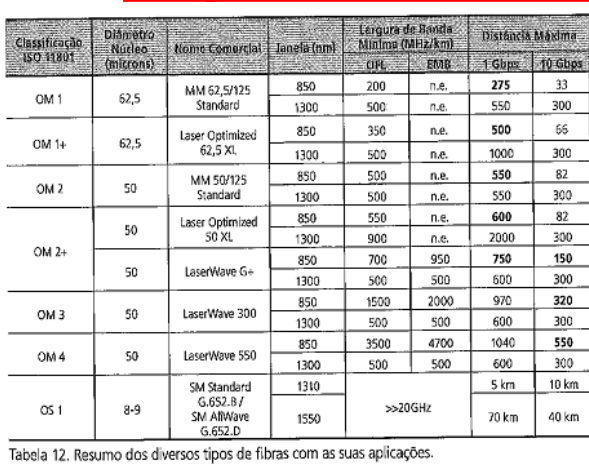 Classificação ISO 11801 | Diâmetro Núcleo (microns) | Nome Comercial | Janela (nm) | Largura de Banda Mínima (MHz/km) | Distância Máxima
OFL | EMB | 1 Gbps | 10 Gbps
OM 1 | 62,5 | MM 62,5/125 Standard | 850 | 200 | n.e. | 275 | 33
1300 | 500 | n.e. | 550 | 300
OM 1+ | 62,5 | Laser Optimized 62,5 XL | 850 | 350 | n.e. | 500 | 66
1300 | 500 | n.e. | 1000 | 300
OM 2 | 50 | MM 50/125 Standard | 850 | 500 | n.e. | 550 | 82
1300 | 500 | n.e. | 550 | 300
OM 2+ | 50 | Laser Optimized 50 XL | 850 | 550 | n.e. | 600 | 82
1300 | 900 | n.e. | 2000 | 300
50 | LaserWave G+ | 850 | 700 | 950 | 750 | 150
1300 | 500 | 500 | 600 | 300
OM 3 | 50 | LaserWave 300 | 850 | 1500 | 2000 | 970 | 320
1300 | 500 | 500 | 600 | 300
OM 4 | 50 | LaserWave 550 | 850 | 3500 | 4700 | 1040 | 550
1300 | 500 | 500 | 600 | 300
OS 1 | 8-9 | SM Standard G.652.B / SM AllWave G.652.D | 1310 | >>20GHz | 5 km | 10 km
1550 | 70 km | 40 km
Tabela 12. Resumo dos diversos tipos de fibras com as suas aplicações.